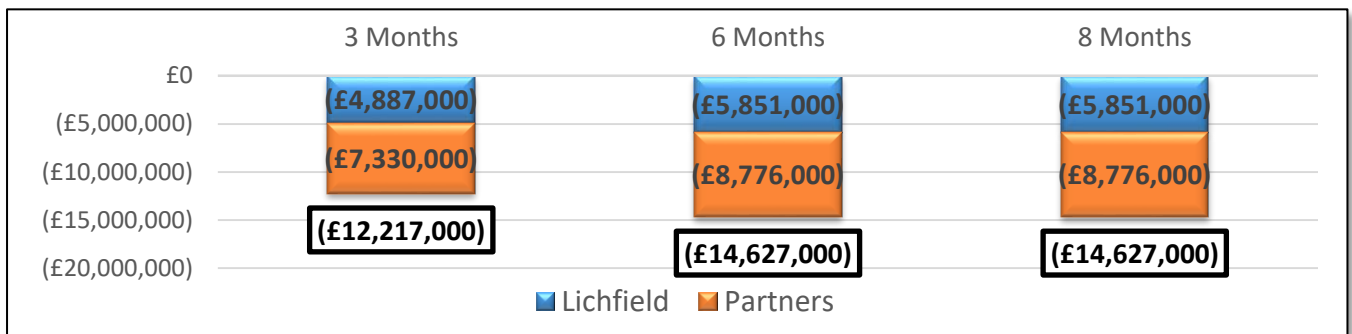 3 Months 6 Months 8 Months
£0
(£4,887,000) (£5,851,000) (£5,851,000)
(£5,000,000)
(£7,330,000) (£8,776,000) (£8,776,000)
(£10,000,000)
(£15,000,000)
(£12,217,000) (£14,627,000) (£14,627,000)
(£20,000,000)
Lichfield Partners